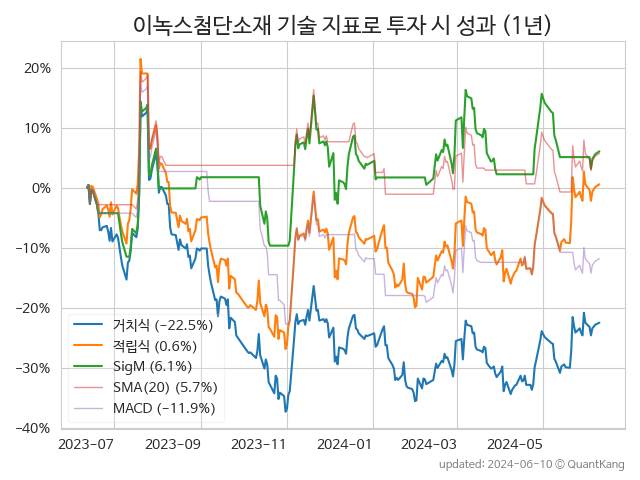 이녹스첨단소재 기술 지표로 투자 시 성과 (1년)
20%
10%
0%
−10%
−20%
−30%
−40%
거치식 (−22.5%)
적립식 (0.6%)
SigM (6.1%)
SMA(20) (5.7%)
MACD (−11.9%)
2023-07
2023-09
2023-11
2024-01
2024-03
2024-05
updated: 2024-06-10 © QuantKang